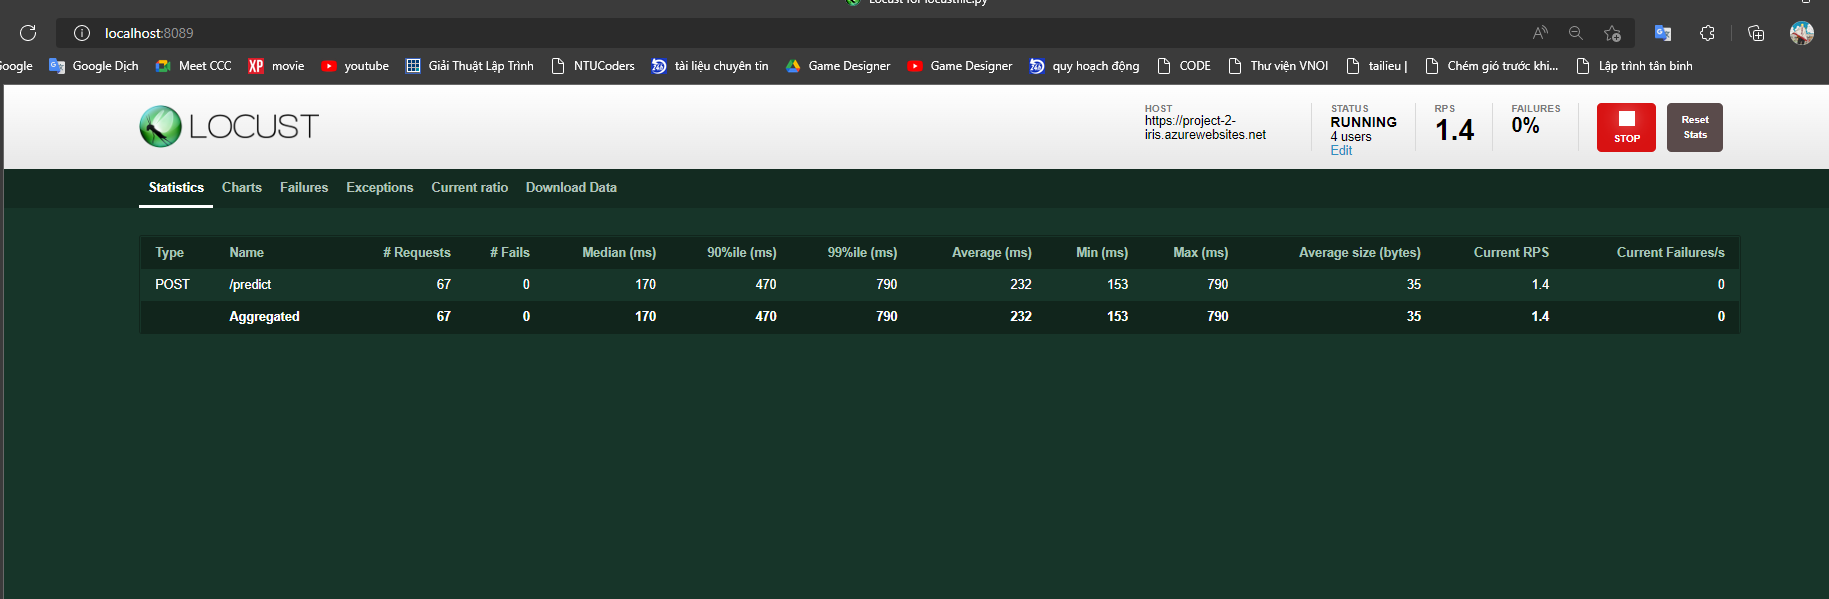 Locust for locustfile.py
localhost:8089
Google Dịch Meet CCC XP movie youtube Giải Thuật Lập Trình NTUCoders tài liệu chuyên tin Game Designer Game Designer quy hoạch động CODE Thư viện VNOI tailieu | Chém gió trước khi... Lập trình tân binh
LOCUST
HOST
https://project-2-
iris.azurewebsites.net
STATUS
RUNNING
4 users
Edit
RPS
1.4
FAILURES
0%
STOP
Reset
Stats
Statistics Charts Failures Exceptions Current ratio Download Data
Type Name # Requests # Fails Median (ms) 90%ile (ms) 99%ile (ms) Average (ms) Min (ms) Max (ms) Average size (bytes) Current RPS Current Failures/s
POST /predict 67 0 170 470 790 232 153 790 35 1.4 0
Aggregated 67 0 170 470 790 232 153 790 35 1.4 0